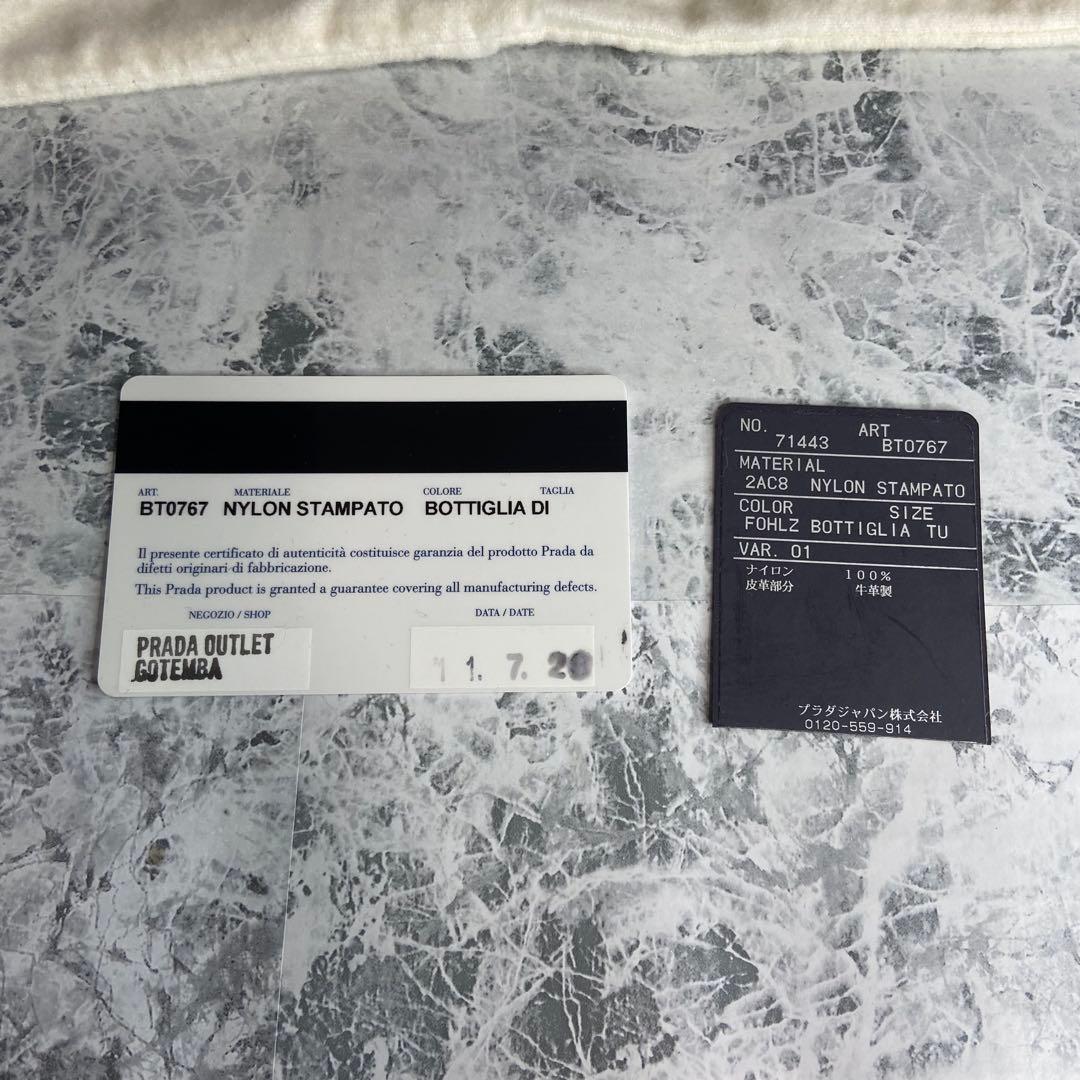 ART. MATERIALE COLORE TAGLIA
BT0767 NYLON STAMPATO BOTTIGLIA DI
Il presente certificato di autenticità costituisce garanzia del prodotto Prada da
difetti originari di fabbricazione.
This Prada product is granted a guarantee covering all manufacturing defects.
NEGOZIO / SHOP DATA / DATE
PRADA OUTLET
GOTEMBA
1. 7.
NO. ART
71443 BT0767
MATERIAL
2AC8 NYLON STAMPATO
COLOR SIZE
F0HLZ BOTTIGLIA TU
VAR. 01
ナイロン 100%
皮革部分 牛革製
プラダジャパン株式会社
0120-559-914